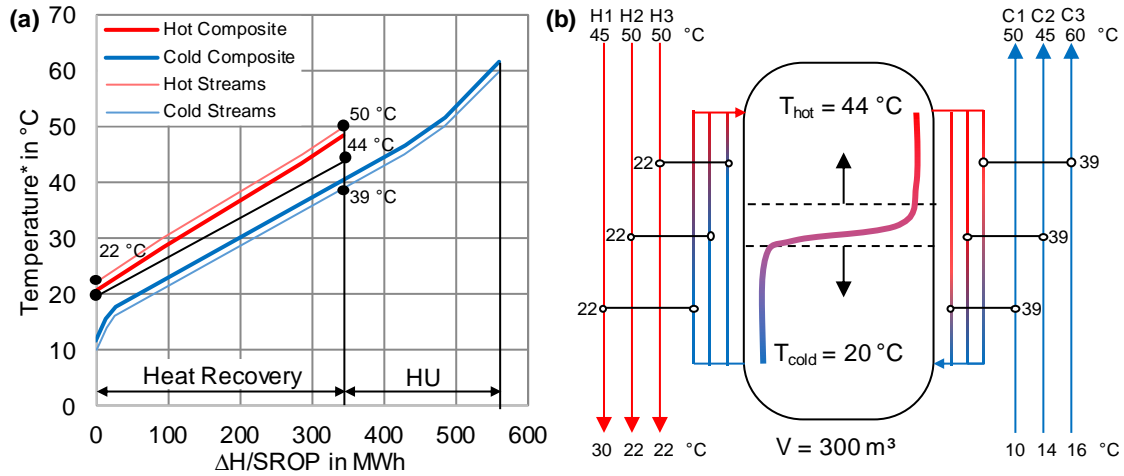 (a)
70
60
50
40
30
20
10
0
Temperature* in °C
Hot Composite
Cold Composite
Hot Streams
Cold Streams
50 °C
44 °C
39 °C
22 °C
Heat Recovery
HU
0 100 200 300 400 500 600
ΔH/SROP in MWh
(b)
H1 H2 H3
45 50 50 °C
C1 C2 C3
°C 50 45 60
T_hot = 44 °C
22
22
22
39
39
39
T_cold = 20 °C
30 22 22 °C
V = 300 m³
°C 10 14 16